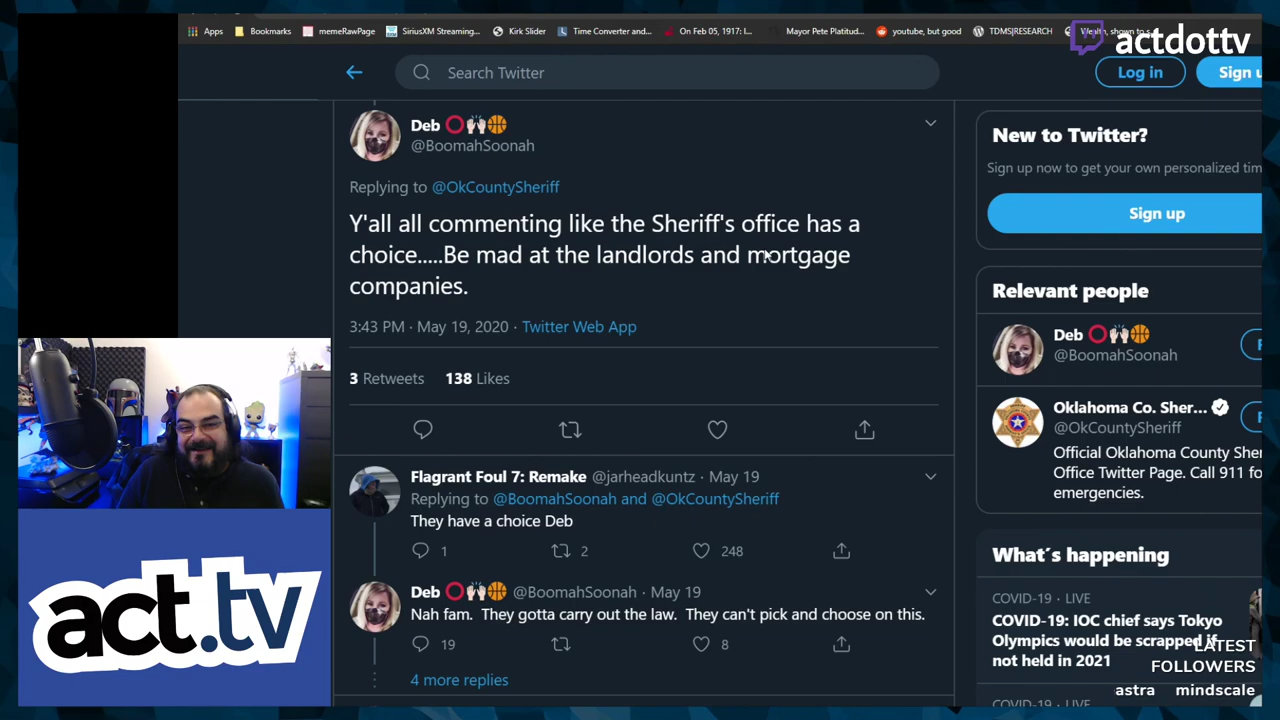 Apps
Bookmarks
memeRawPage
SiriusXM Streaming...
Kirk Slider
Time Converter and...
On Feb 05, 1917: I...
Mayor Pete Platitud...
youtube, but good
TDMS|RESEARCH
Wealth, shown to s
actdottv
Search Twitter
Log in
Sign u
Deb
@BoomahSoonah
Replying to @OkCountySheriff
Y'all all commenting like the Sheriff's office has a
choice.....Be mad at the landlords and mortgage
companies.
3:43 PM · May 19, 2020 · Twitter Web App
3 Retweets 138 Likes
Flagrant Foul 7: Remake @jarheadkuntz · May 19
Replying to @BoomahSoonah and @OkCountySheriff
They have a choice Deb
1 2 248
Deb @BoomahSoonah · May 19
Nah fam. They gotta carry out the law. They can't pick and choose on this.
19 8
4 more replies
New to Twitter?
Sign up now to get your own personalized tim
Sign up
Relevant people
Deb
@BoomahSoonah
Oklahoma Co. Sher...
@OkCountySheriff
Official Oklahoma County She
Office Twitter Page. Call 911 fo
emergencies.
What's happening
COVID-19 · LIVE
COVID-19: IOC chief says Tokyo
Olympics would be scrapped if
not held in 2021
COVID-19 · LIVE
LATEST
FOLLOWERS
astra mindscale
act.tv